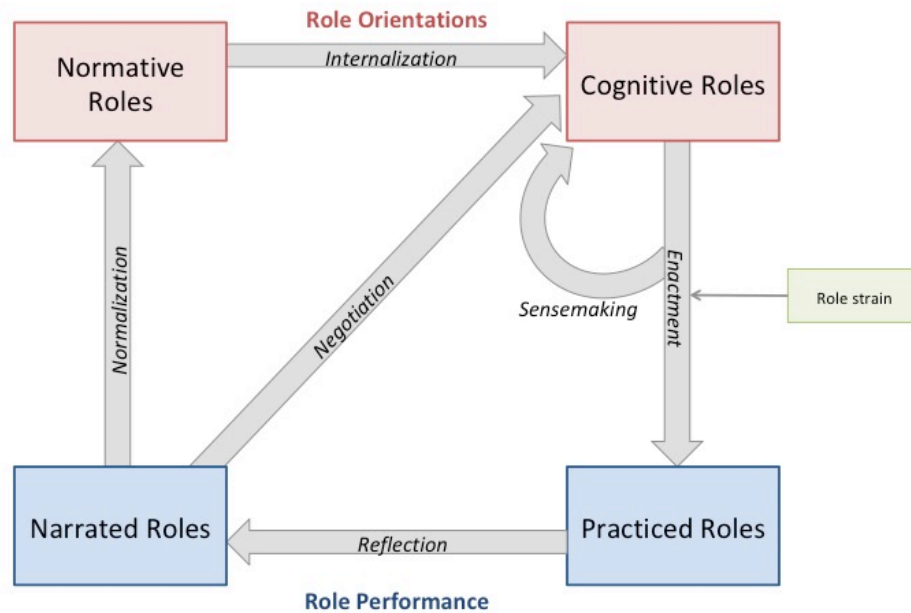 Role Orientations
Normative
Roles
Internalization
Cognitive Roles
Normalization
Negotiation
Sensemaking
Enactment
Role strain
Narrated Roles
Reflection
Practiced Roles
Role Performance